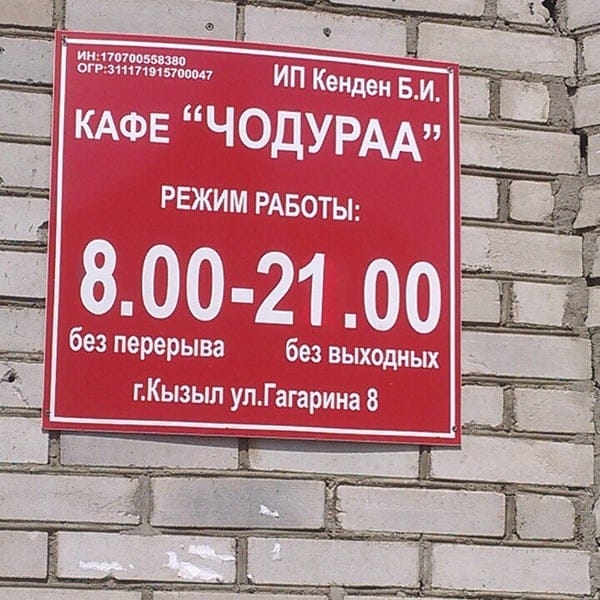 ИН:170700558380
ОГР:311171915700047
ИП Кенден Б.И.
КАФЕ “ЧОДУРАА”
РЕЖИМ РАБОТЫ:
8.00-21.00
без перерыва без выходных
г.Кызыл ул.Гагарина 8